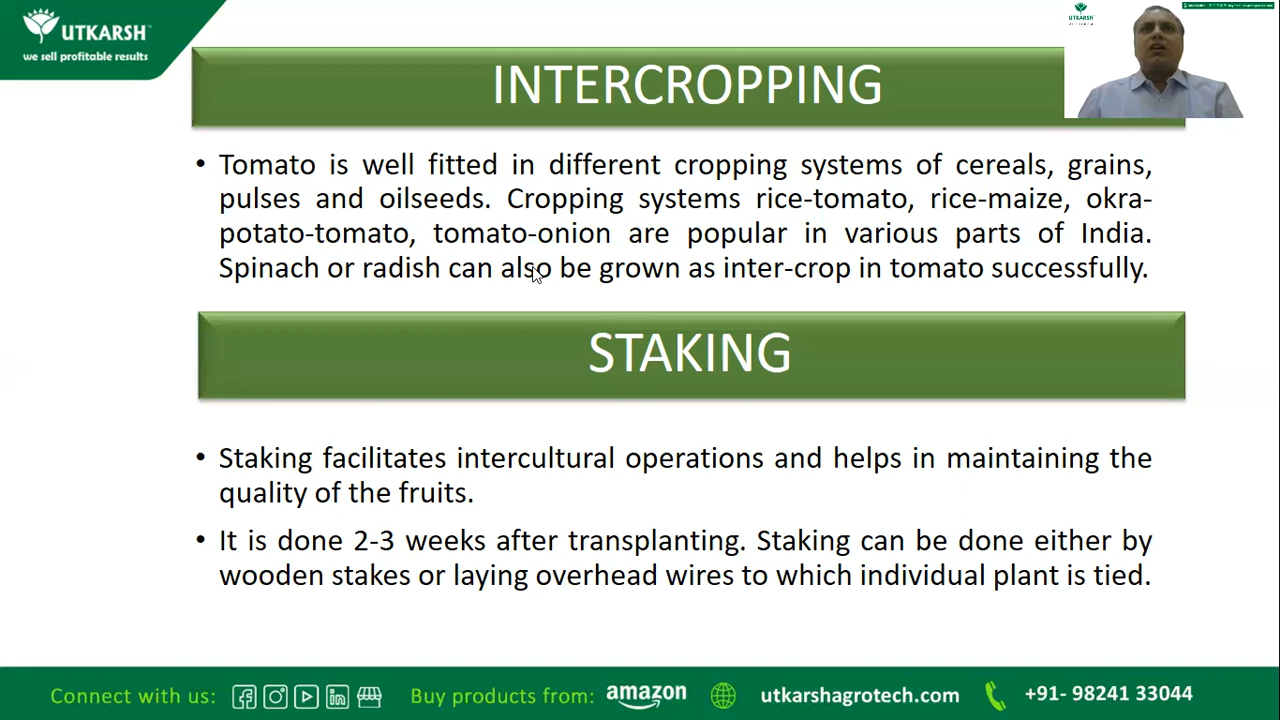 UTKARSH
we sell profitable results
UTKARSH
INTERCROPPING
• Tomato is well fitted in different cropping systems of cereals, grains,
pulses and oilseeds. Cropping systems rice-tomato, rice-maize, okra-
potato-tomato, tomato-onion are popular in various parts of India.
Spinach or radish can also be grown as inter-crop in tomato successfully.
STAKING
• Staking facilitates intercultural operations and helps in maintaining the
quality of the fruits.
• It is done 2-3 weeks after transplanting. Staking can be done either by
wooden stakes or laying overhead wires to which individual plant is tied.
Connect with us: Buy products from: amazon utkarshagrotech.com +91- 98241 33044